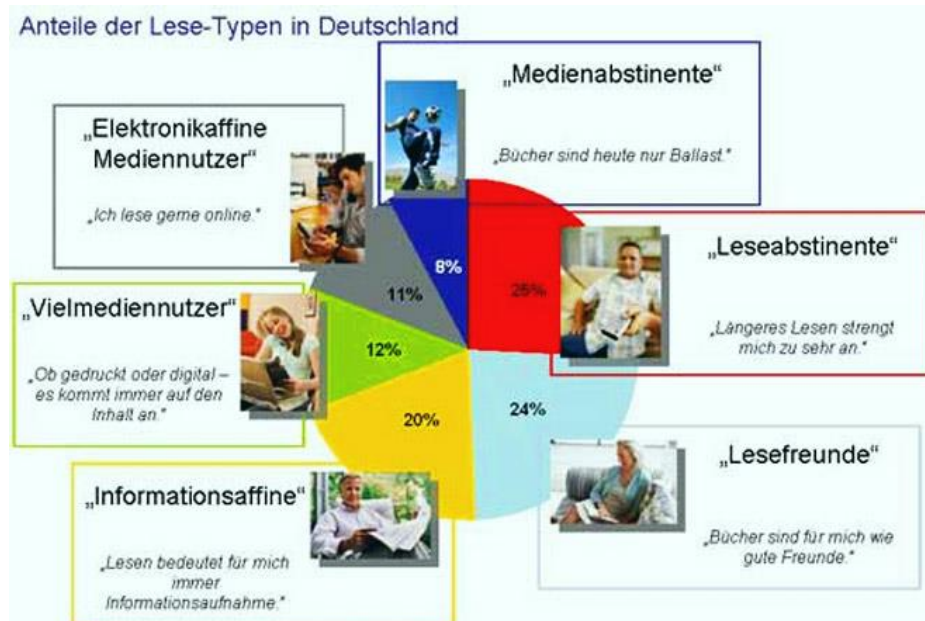 Anteile der Lese-Typen in Deutschland
„Medienabstinente“
„Bücher sind heute nur Ballast.“
„Elektronikaffine
Mediennutzer“
„Ich lese gerne online.“
8%
25%
„Leseabstinente“
„Längeres Lesen strengt
mich zu sehr an.“
11%
„Vielmediennutzer“
„Ob gedruckt oder digital –
es kommt immer auf den
Inhalt an.“
12%
24%
20%
„Lesefreunde“
„Bücher sind für mich wie
gute Freunde.“
„Informationsaffine“
„Lesen bedeutet für mich
immer
Informationsaufnahme.“